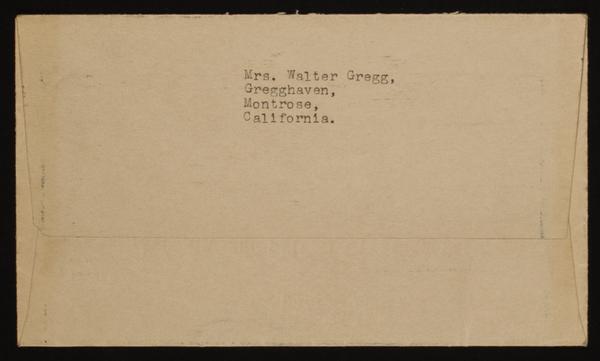 Mrs. Walter Gregg,
Gregghaven,
Montrose,
California.